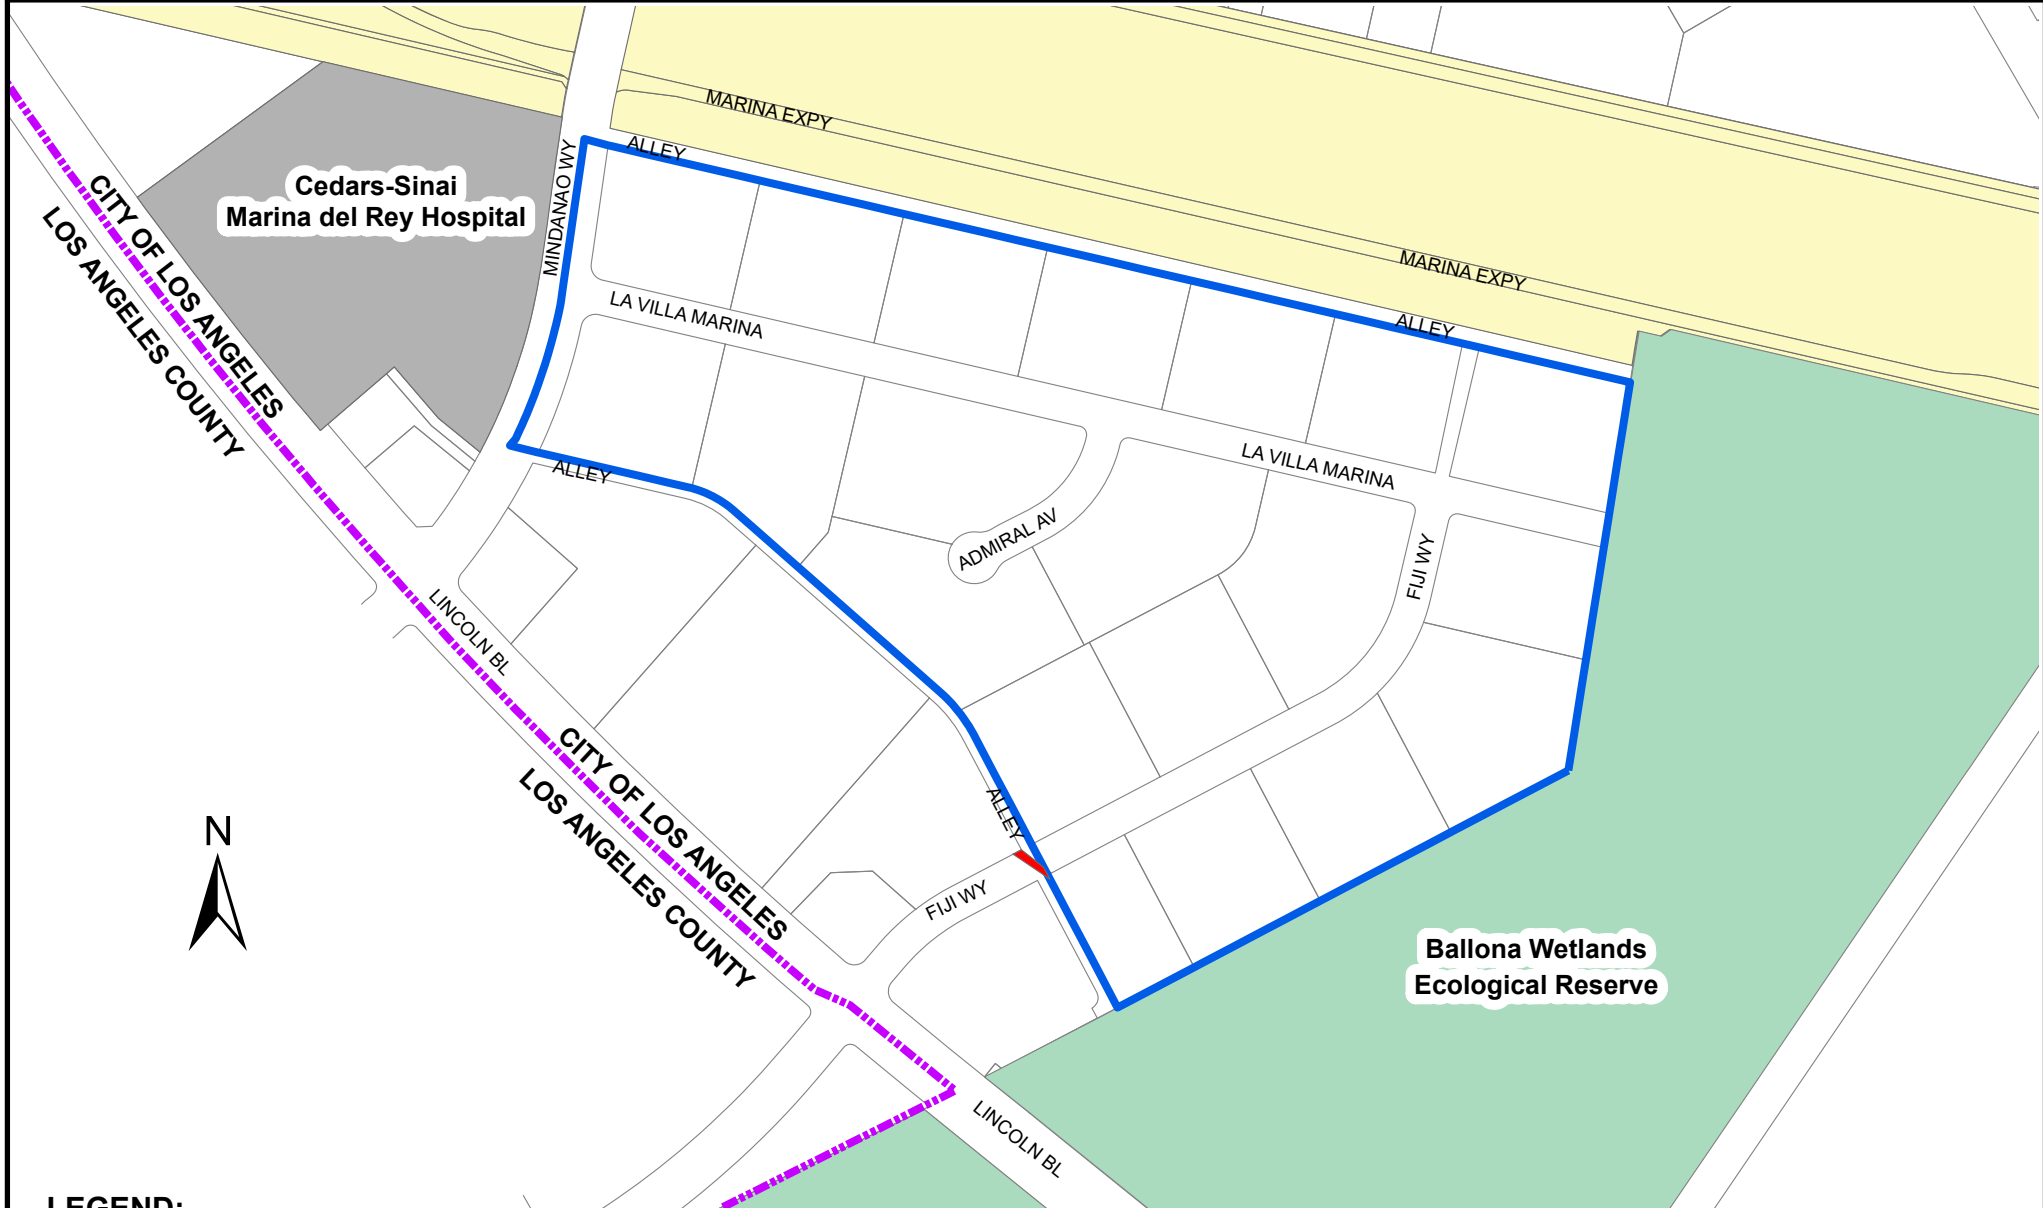 MARINA EXPY
ALLEY
MINDANAO WY
Cedars-Sinai
Marina del Rey Hospital
CITY OF LOS ANGELES
LOS ANGELES COUNTY
MARINA EXPY
LA VILLA MARINA
ALLEY
LA VILLA MARINA
ALLEY
ADMIRAL AV
FIJI WY
LINCOLN BL
CITY OF LOS ANGELES
LOS ANGELES COUNTY
ALLEY
N
FIJI WY
Ballona Wetlands
Ecological Reserve
LINCOLN BL
LEGEND: